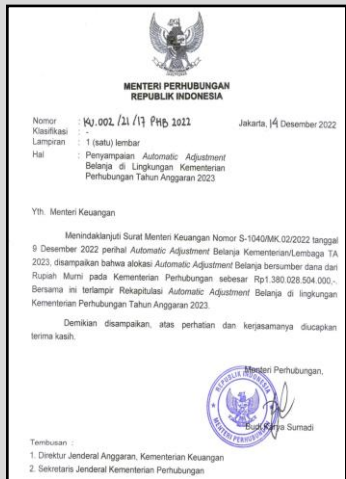 MENTERI PERHUBUNGAN
REPUBLIK INDONESIA
Nomor : KU.002/21/17 PHB 2022
Jakarta, 14 Desember 2022
Klasifikasi : -
Lampiran : 1 (satu) lembar
Hal : Penyampaian Automatic Adjustment
Belanja di Lingkungan Kementerian
Perhubungan Tahun Anggaran 2023
Yth. Menteri Keuangan
Menindaklanjuti Surat Menteri Keuangan Nomor S-1040/MK.02/2022 tanggal
9 Desember 2022 perihal Automatic Adjustment Belanja Kementerian/Lembaga TA
2023, disampaikan bahwa alokasi Automatic Adjustment Belanja bersumber dana dari
Rupiah Murni pada Kementerian Perhubungan sebesar Rp1.380.028.504.000,-.
Bersama ini terlampir Rekapitulasi Automatic Adjustment Belanja di lingkungan
Kementerian Perhubungan Tahun Anggaran 2023.
Demikian disampaikan, atas perhatian dan kerjasamanya diucapkan
terima kasih.
Menteri Perhubungan,
REPUBLIK INDONESIA
MENTERI PERHUBUNGAN
Budi Karya Sumadi
Tembusan :
1. Direktur Jenderal Anggaran, Kementerian Keuangan
2. Sekretaris Jenderal Kementerian Perhubungan